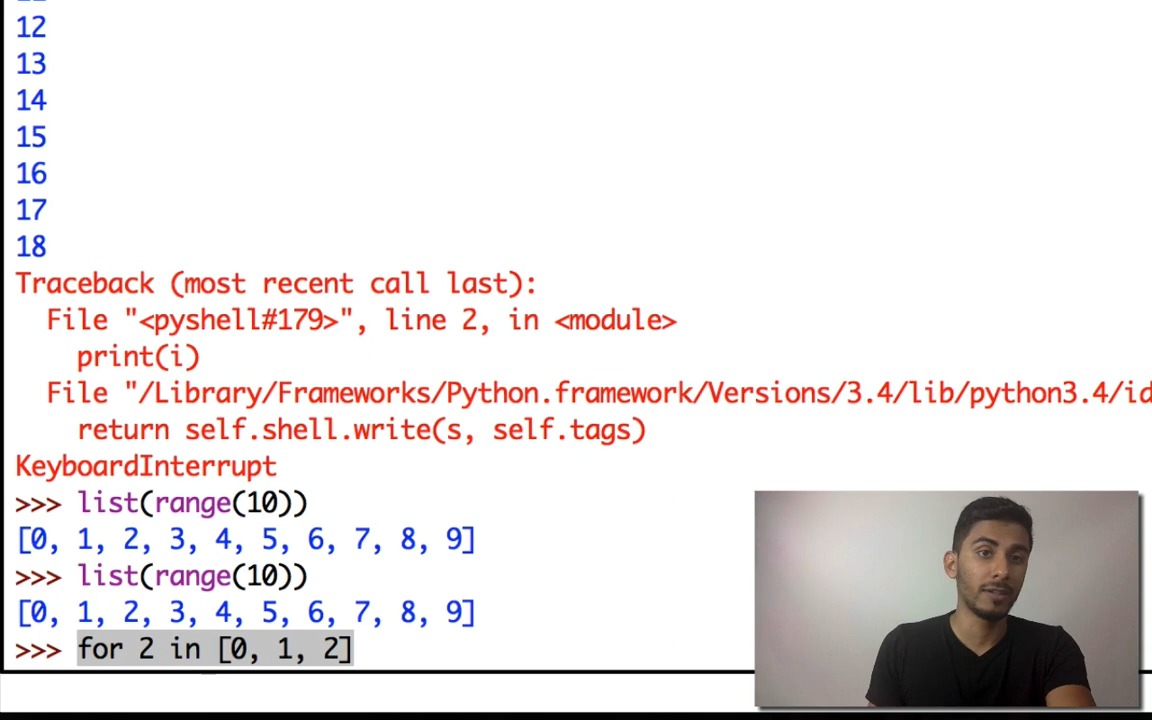 12
13
14
15
16
17
18
Traceback (most recent call last):
  File "<pyshell#179>", line 2, in <module>
    print(i)
  File "/Library/Frameworks/Python.framework/Versions/3.4/lib/python3.4/id
    return self.shell.write(s, self.tags)
KeyboardInterrupt
>>> list(range(10))
[0, 1, 2, 3, 4, 5, 6, 7, 8, 9]
>>> list(range(10))
[0, 1, 2, 3, 4, 5, 6, 7, 8, 9]
>>> for 2 in [0, 1, 2]